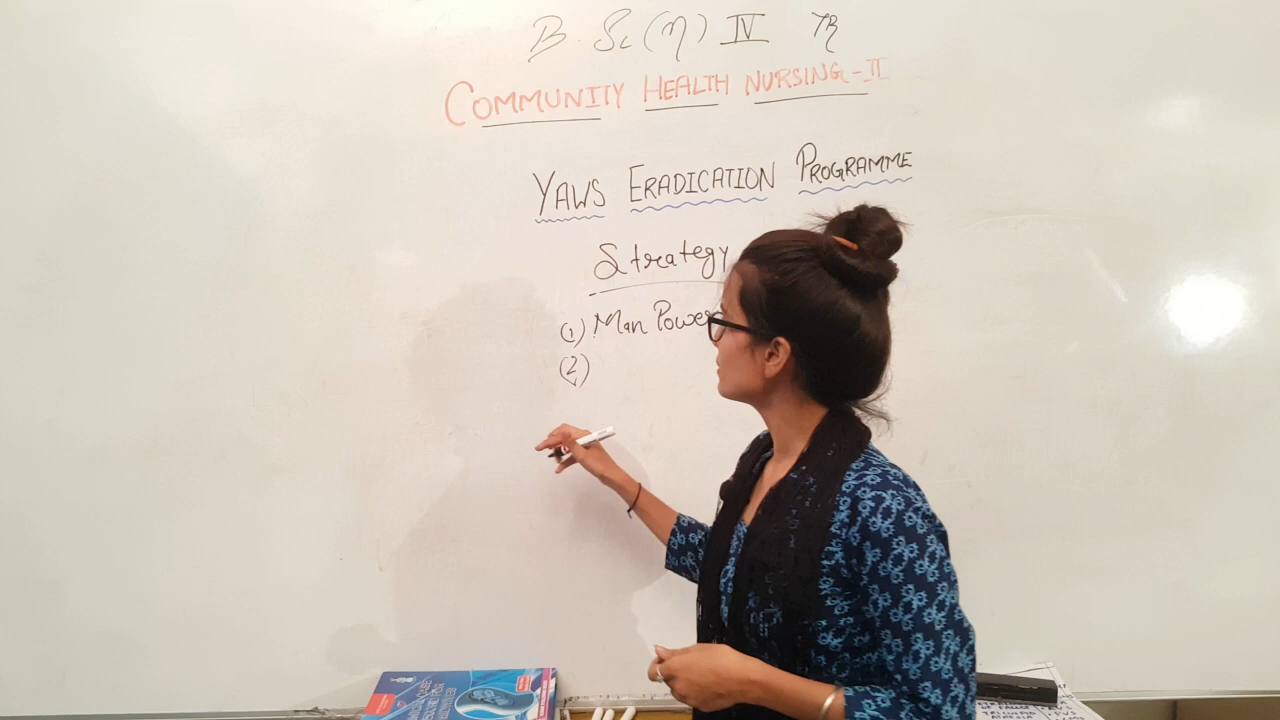 B. Sc (N) IV YR
COMMUNITY HEALTH NURSING-II
YAWS ERADICATION PROGRAMME
Strategy
(1) Man Power
(2)